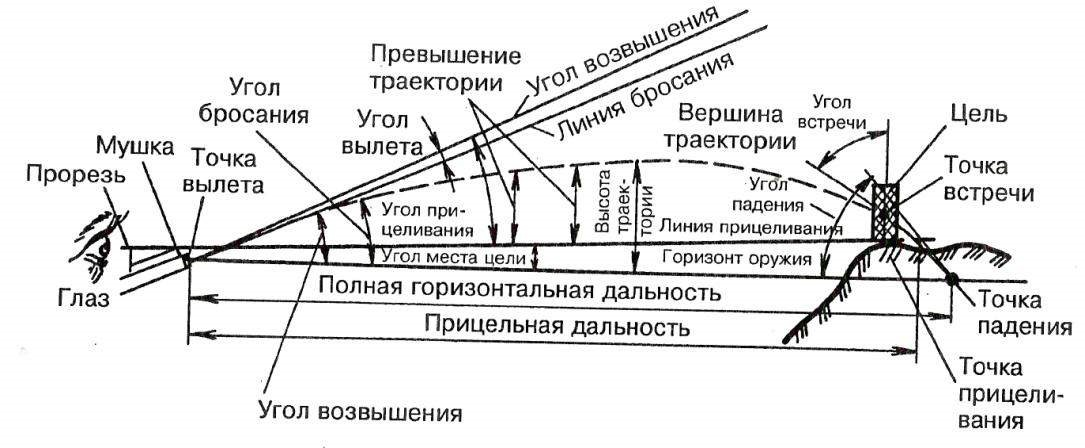 Превышение
траектории
Угол возвышения
Линия бросания
Угол
бросания
Угол
вылета
Вершина
траектории
Угол
встречи
Цель
Мушка
Точка
вылета
Прорезь
Точка
встречи
Угол при-
целивания
Высота
траек-
тории
Угол
падения
Линия прицеливания
Угол места цели
Горизонт оружия
Глаз
Полная горизонтальная дальность
Прицельная дальность
Точка
падения
Точка
прицели-
вания
Угол возвышения